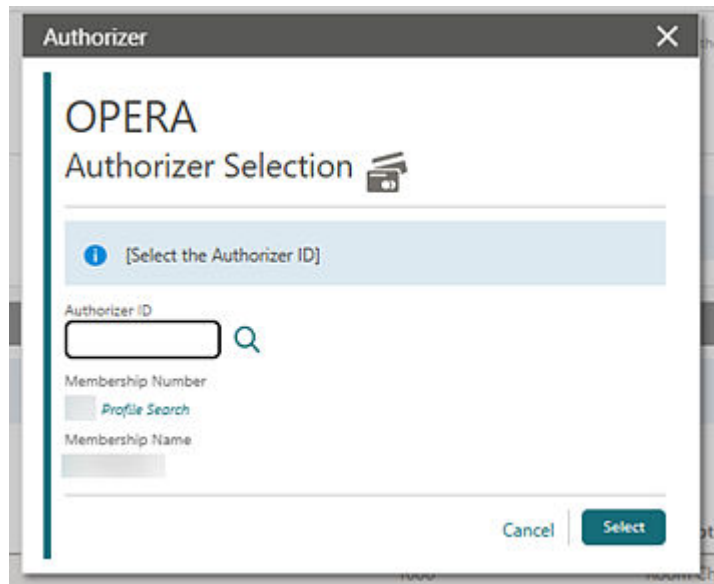 Authorizer
OPERA
Authorizer Selection
[Select the Authorizer ID]
Authorizer ID
Membership Number
Profile Search
Membership Name
Cancel
Select